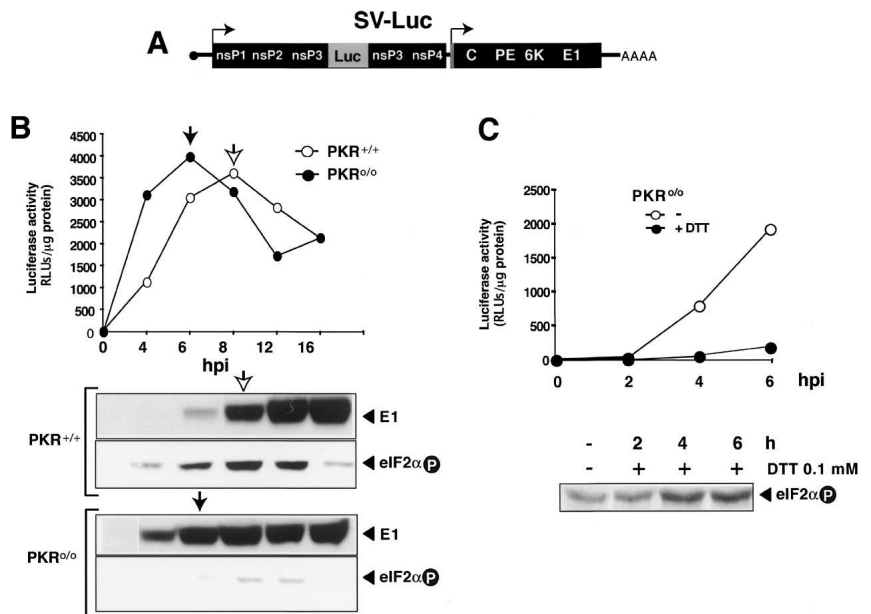 SV-Luc
A
nsP1 nsP2 nsP3 Luc nsP3 nsP4 C PE 6K E1 AAAA
B
Luciferase activity
RLUs/µg protein
4500
4000
3500
3000
2500
2000
1500
1000
500
0
0 4 6 8 12 16
hpi
PKR+/+
PKRo/o
PKR+/+
E1
eIF2α P
PKRo/o
E1
eIF2α P
C
Luciferase activity
(RLUs/µg protein)
2500
2000
1500
1000
500
0
PKRo/o
-
+ DTT
0 2 4 6 hpi
- 2 4 6 h
- + + + DTT 0.1 mM
eIF2α P